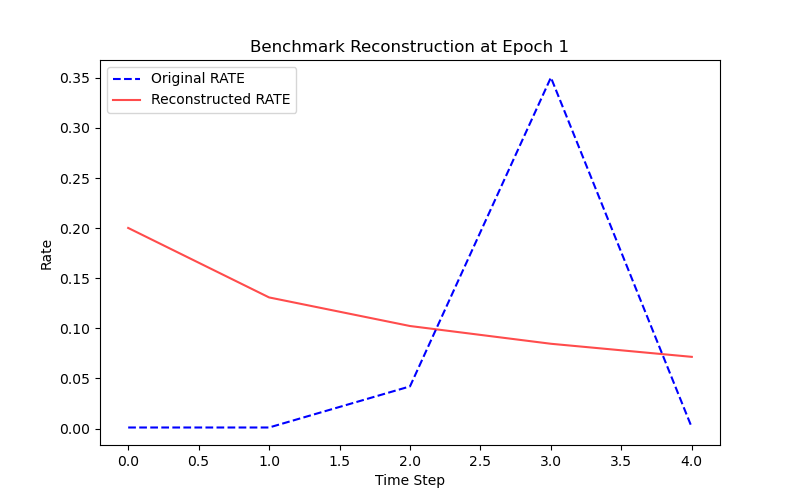 Benchmark Reconstruction at Epoch 1
Original RATE
Reconstructed RATE
Rate
0.35
0.30
0.25
0.20
0.15
0.10
0.05
0.00
0.0 0.5 1.0 1.5 2.0 2.5 3.0 3.5 4.0
Time Step